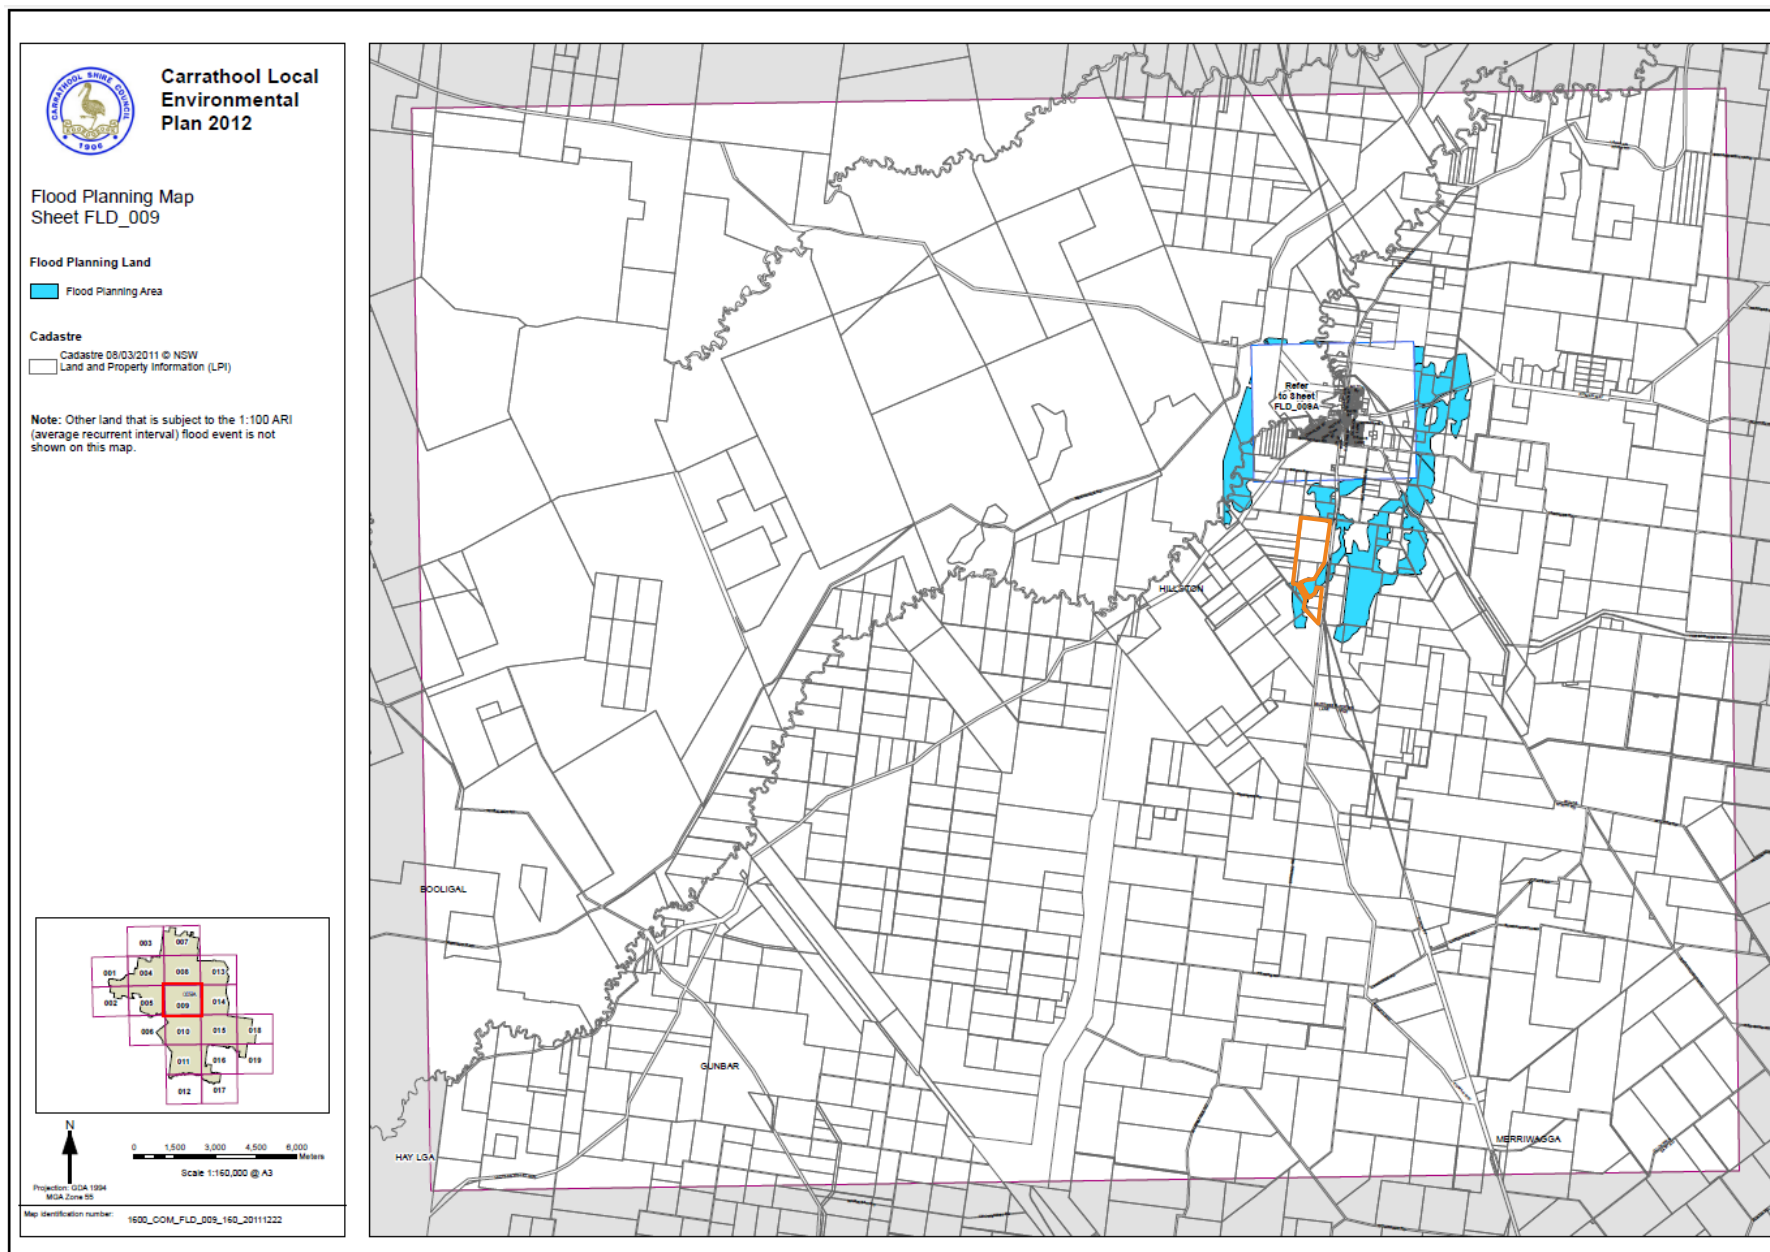 CARRATHOOL SHIRE COUNCIL
1906
Carrathool Local
Environmental
Plan 2012
Flood Planning Map
Sheet FLD_009
Flood Planning Land
Flood Planning Area
Cadastre
Cadastre 08/03/2011 © NSW
Land and Property Information (LPI)
Note: Other land that is subject to the 1:100 ARI
(average recurrent interval) flood event is not
shown on this map.
003
007
001
004
008
013
002
005
009A
009
014
006
010
015
018
011
016
019
012
017
N
0
1,500
3,000
4,500
6,000
Meters
Scale 1:160,000 @ A3
Projection: GDA 1994
MGA Zone 55
Map identification number:
1600_COM_FLD_009_160_20111222
Refer
to Sheet
FLD_009A
HILLSTON
BOOLIGAL
GUNBAR
MERRIWAGGA
HAY LGA